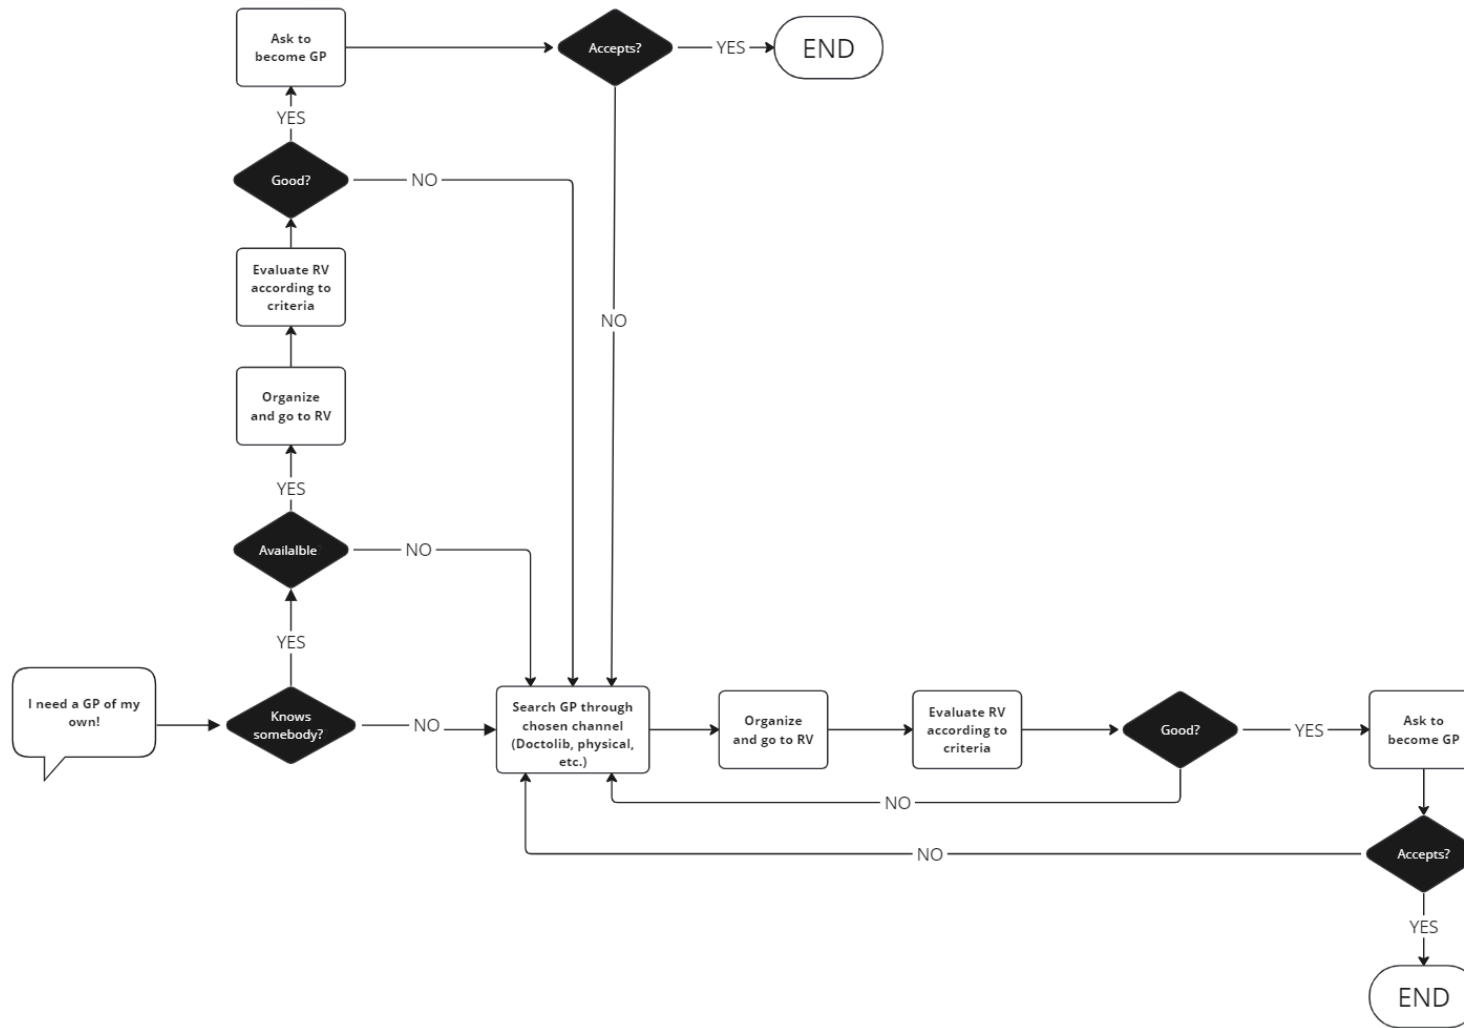 Ask to
become GP
Accepts?
YES
END
YES
Good?
NO
Evaluate RV
according to
criteria
NO
Organize
and go to RV
YES
Availalble
NO
YES
I need a GP of my
own!
Knows
somebody?
NO
Search GP through
chosen channel
(Doctolib, physical,
etc.)
Organize
and go to RV
Evaluate RV
according to
criteria
Good?
YES
Ask to
become GP
NO
NO
Accepts?
YES
END